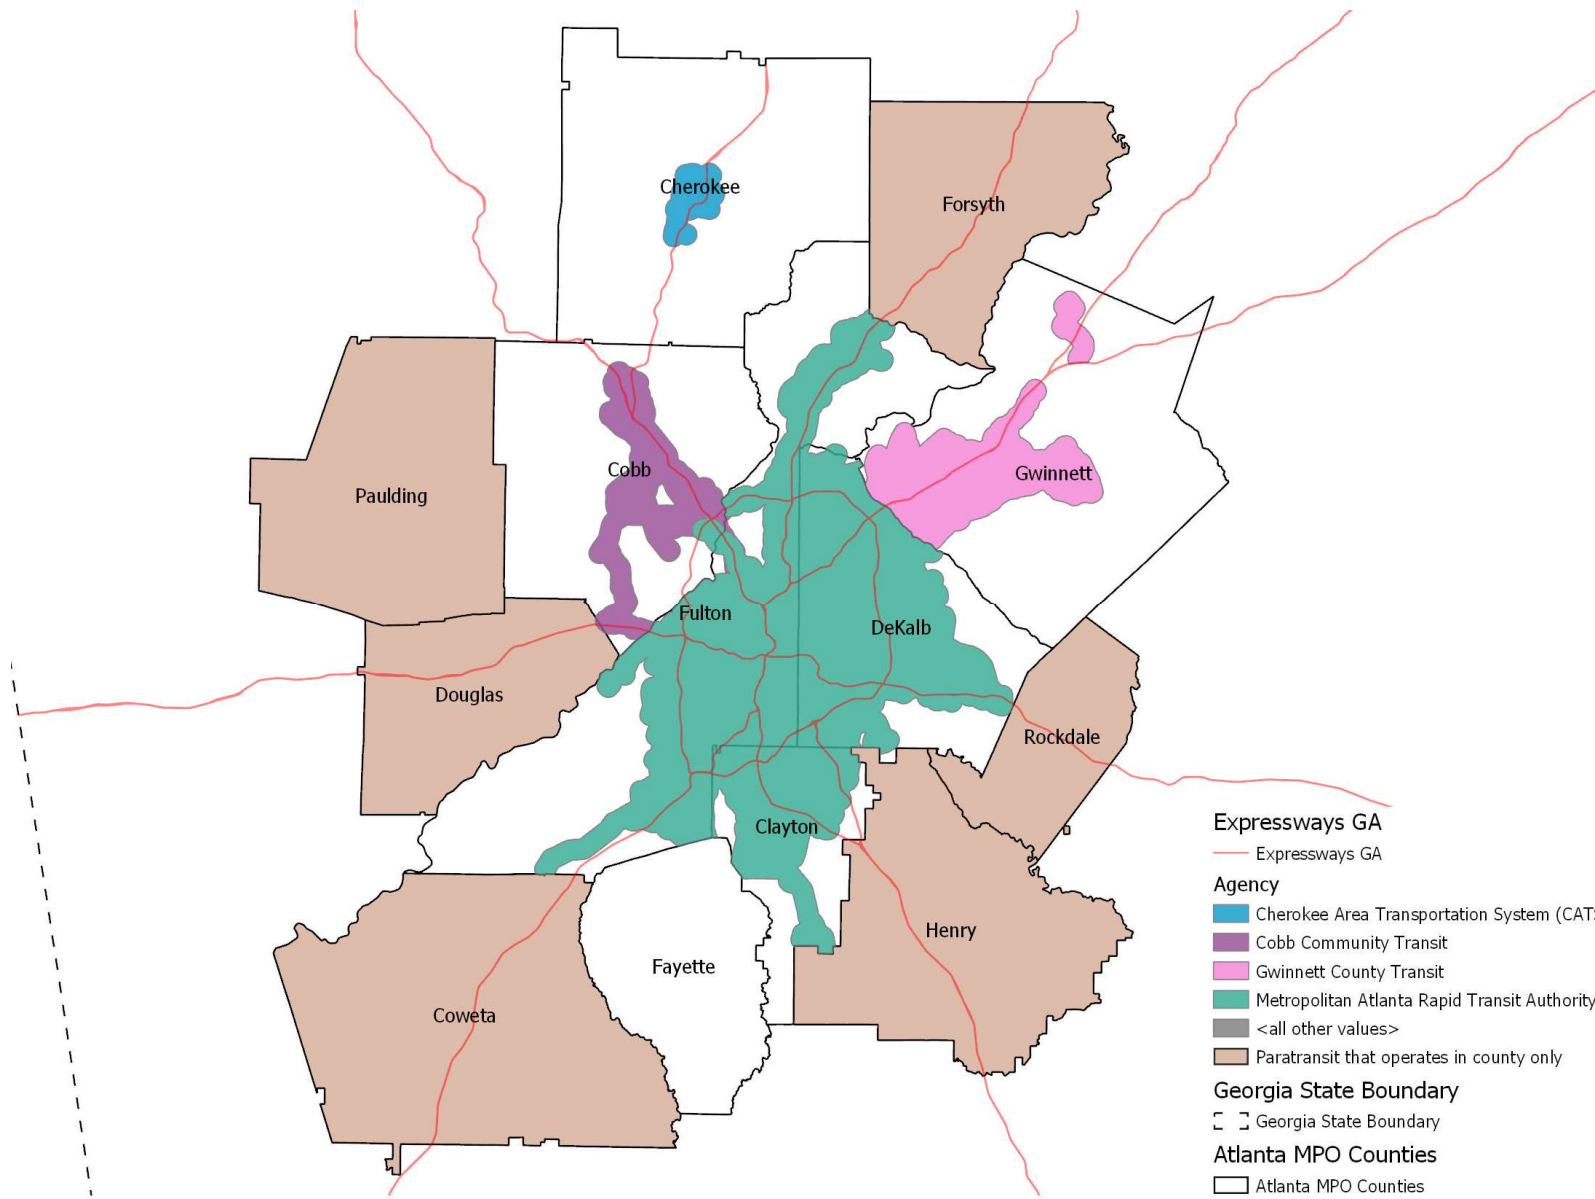 Cherokee
Forsyth
Cobb
Gwinnett
Paulding
Fulton
DeKalb
Douglas
Rockdale
Clayton
Henry
Fayette
Coweta
Expressways GA
Expressways GA
Agency
Cherokee Area Transportation System (CATS
Cobb Community Transit
Gwinnett County Transit
Metropolitan Atlanta Rapid Transit Authority
<all other values>
Paratransit that operates in county only
Georgia State Boundary
Georgia State Boundary
Atlanta MPO Counties
Atlanta MPO Counties